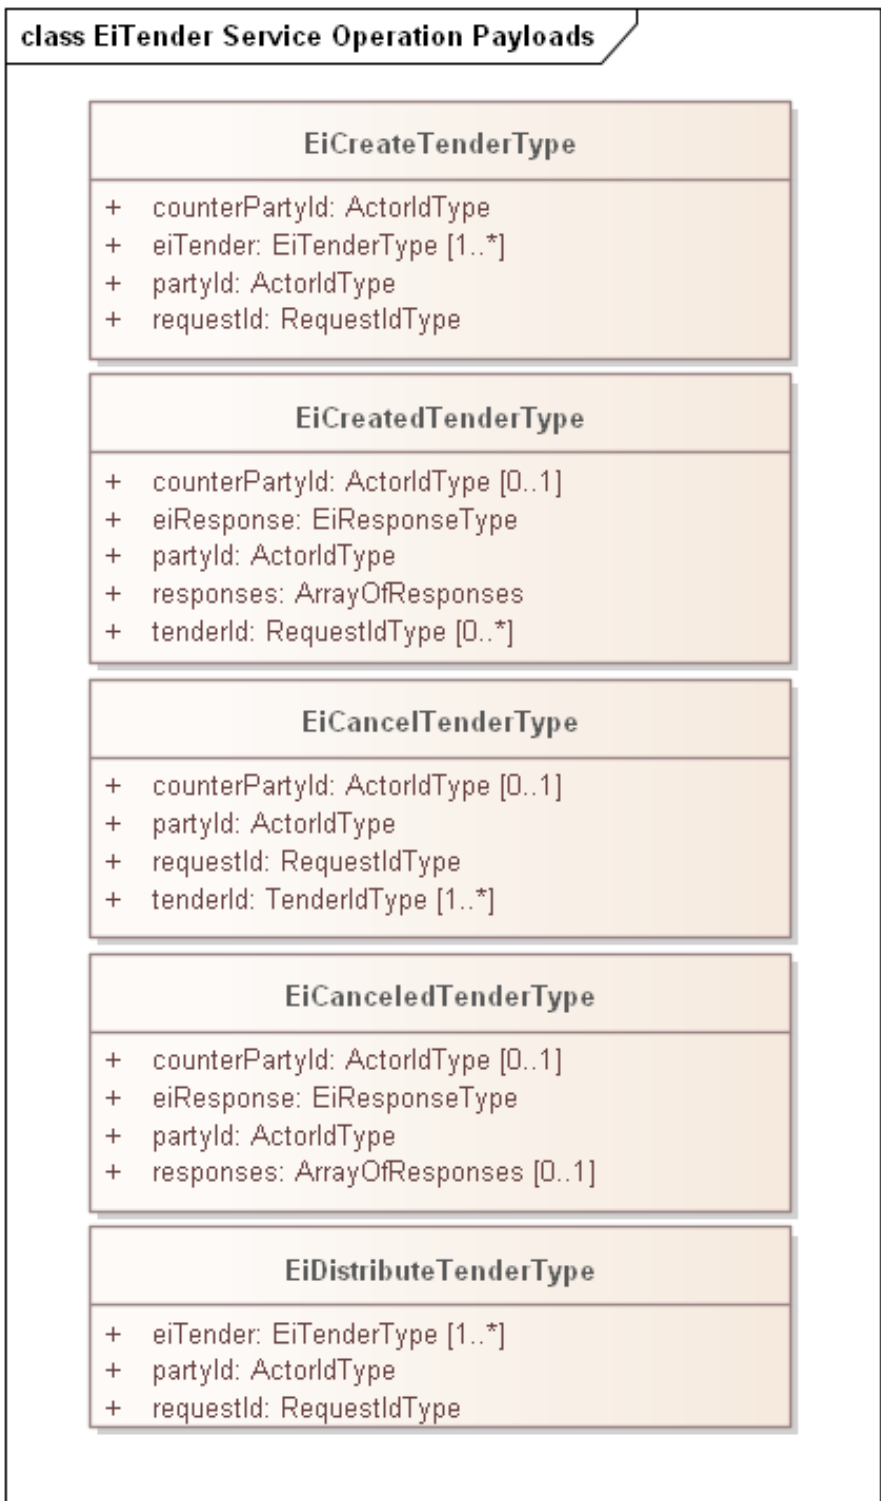 class EiTender Service Operation Payloads
EiCreateTenderType
+ counterPartyId: ActorIdType
+ eiTender: EiTenderType [1..*]
+ partyId: ActorIdType
+ requestId: RequestIdType
EiCreatedTenderType
+ counterPartyId: ActorIdType [0..1]
+ eiResponse: EiResponseType
+ partyId: ActorIdType
+ responses: ArrayOfResponses
+ tenderId: RequestIdType [0..*]
EiCancelTenderType
+ counterPartyId: ActorIdType [0..1]
+ partyId: ActorIdType
+ requestId: RequestIdType
+ tenderId: TenderIdType [1..*]
EiCanceledTenderType
+ counterPartyId: ActorIdType [0..1]
+ eiResponse: EiResponseType
+ partyId: ActorIdType
+ responses: ArrayOfResponses [0..1]
EiDistributeTenderType
+ eiTender: EiTenderType [1..*]
+ partyId: ActorIdType
+ requestId: RequestIdType